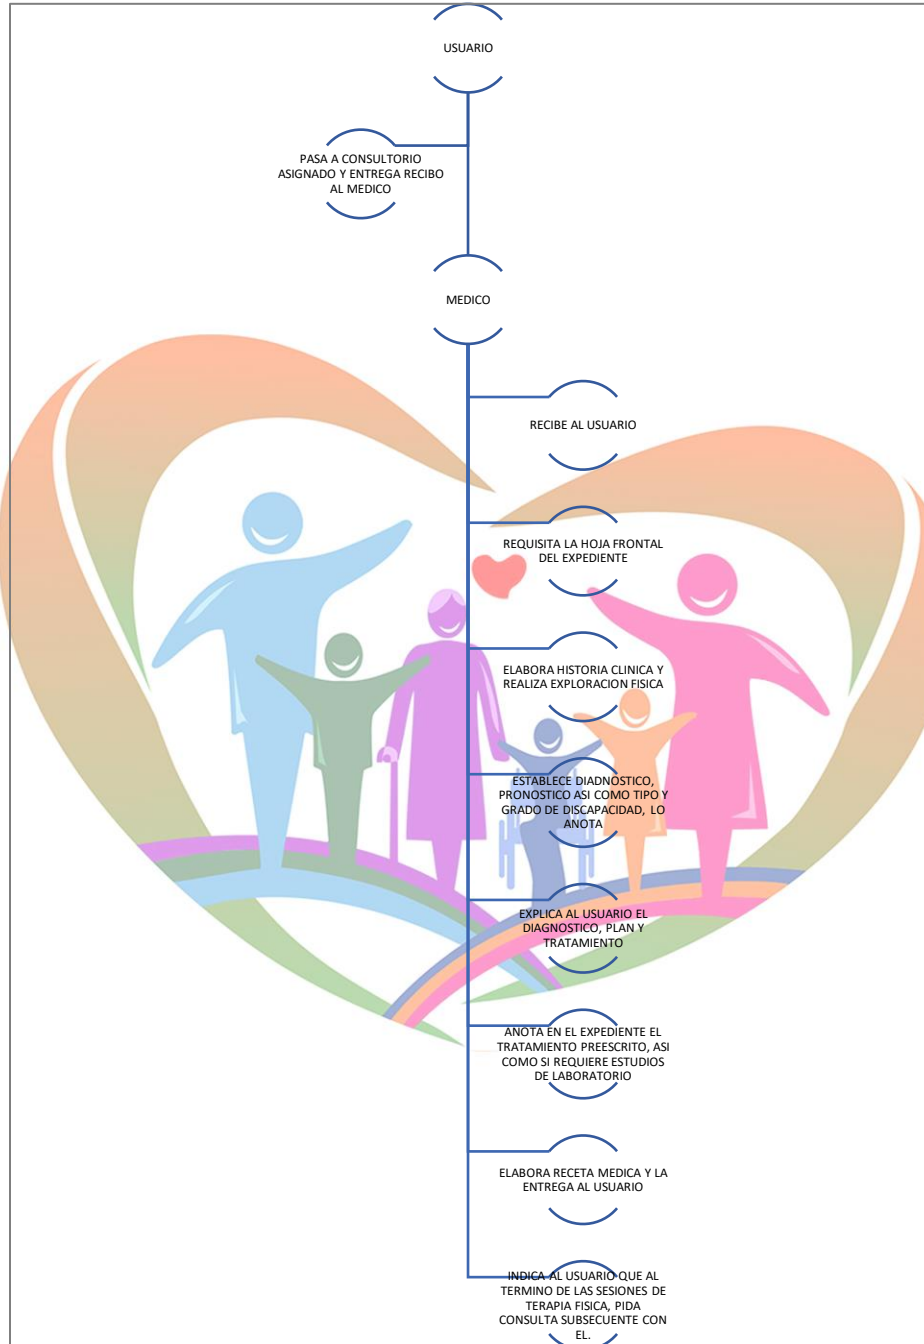 USUARIO
PASA A CONSULTORIO
ASIGNADO Y ENTREGA RECIBO
AL MEDICO
MEDICO
RECIBE AL USUARIO
REQUISITA LA HOJA FRONTAL
DEL EXPEDIENTE
ELABORA HISTORIA CLINICA Y
REALIZA EXPLORACION FISICA
ESTABLECE DIADNOSTICO,
PRONOSTICO ASI COMO TIPO Y
GRADO DE DISCAPACIDAD, LO
ANOTA
EXPLICA AL USUARIO EL
DIAGNOSTICO, PLAN Y
TRATAMIENTO
ANOTA EN EL EXPEDIENTE EL
TRATAMIENTO PREESCRITO, ASI
COMO SI REQUIERE ESTUDIOS
DE LABORATORIO
ELABORA RECETA MEDICA Y LA
ENTREGA AL USUARIO
INDICA AL USUARIO QUE AL
TERMINO DE LAS SESIONES DE
TERAPIA FISICA, PIDA
CONSULTA SUBSECUENTE CON
EL.